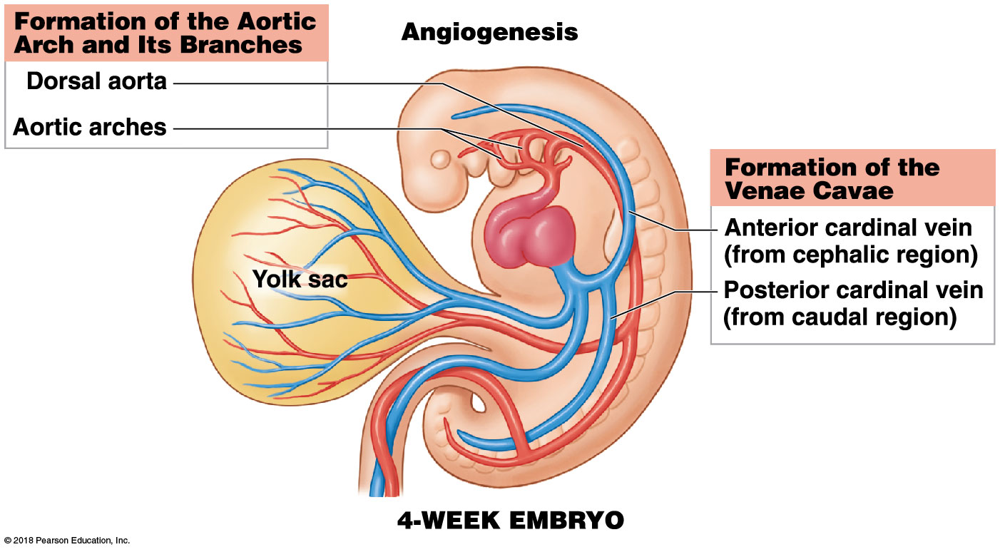 Formation of the Aortic
Arch and Its Branches
Dorsal aorta
Aortic arches
Angiogenesis
Yolk sac
Formation of the
Venae Cavae
Anterior cardinal vein
(from cephalic region)
Posterior cardinal vein
(from caudal region)
4-WEEK EMBRYO
© 2018 Pearson Education, Inc.